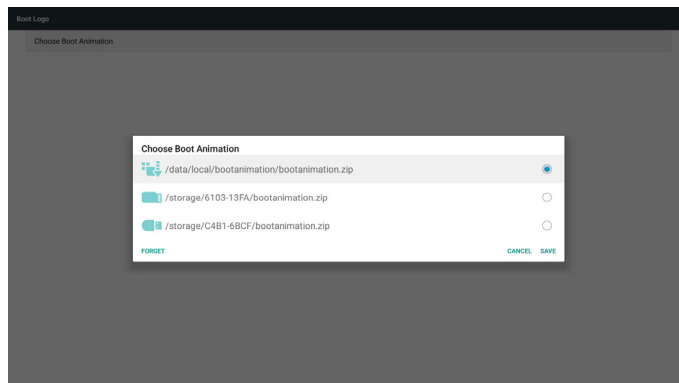 Boot Logo
Choose Boot Animation
Choose Boot Animation
/data/local/bootanimation/bootanimation.zip
/storage/6103-13FA/bootanimation.zip
/storage/C4B1-6BCF/bootanimation.zip
FORGET CANCEL SAVE